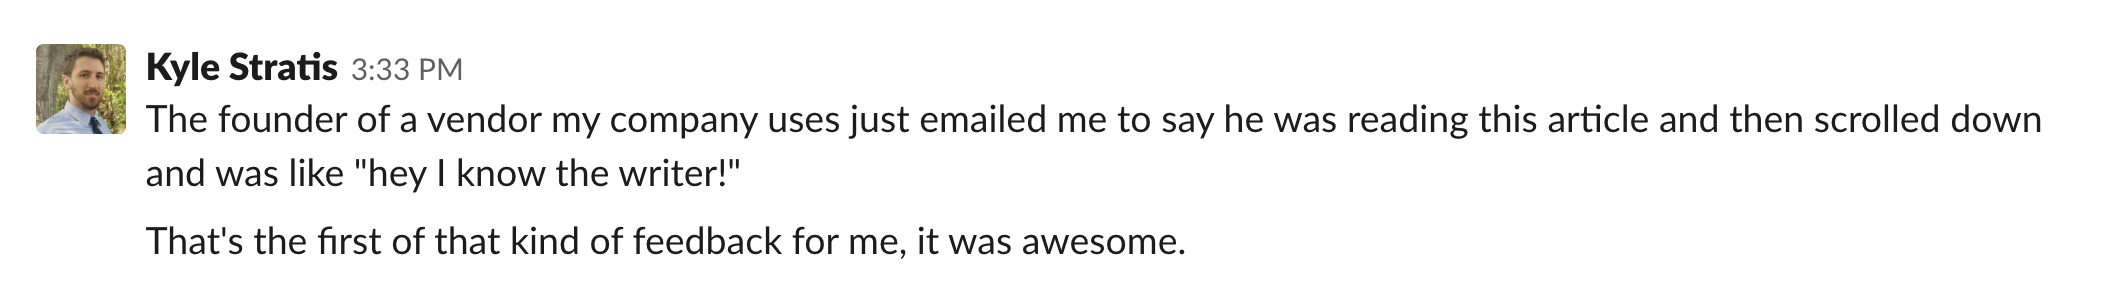 Kyle Stratis 3:33 PM
The founder of a vendor my company uses just emailed me to say he was reading this article and then scrolled down
and was like "hey I know the writer!"
That's the first of that kind of feedback for me, it was awesome.